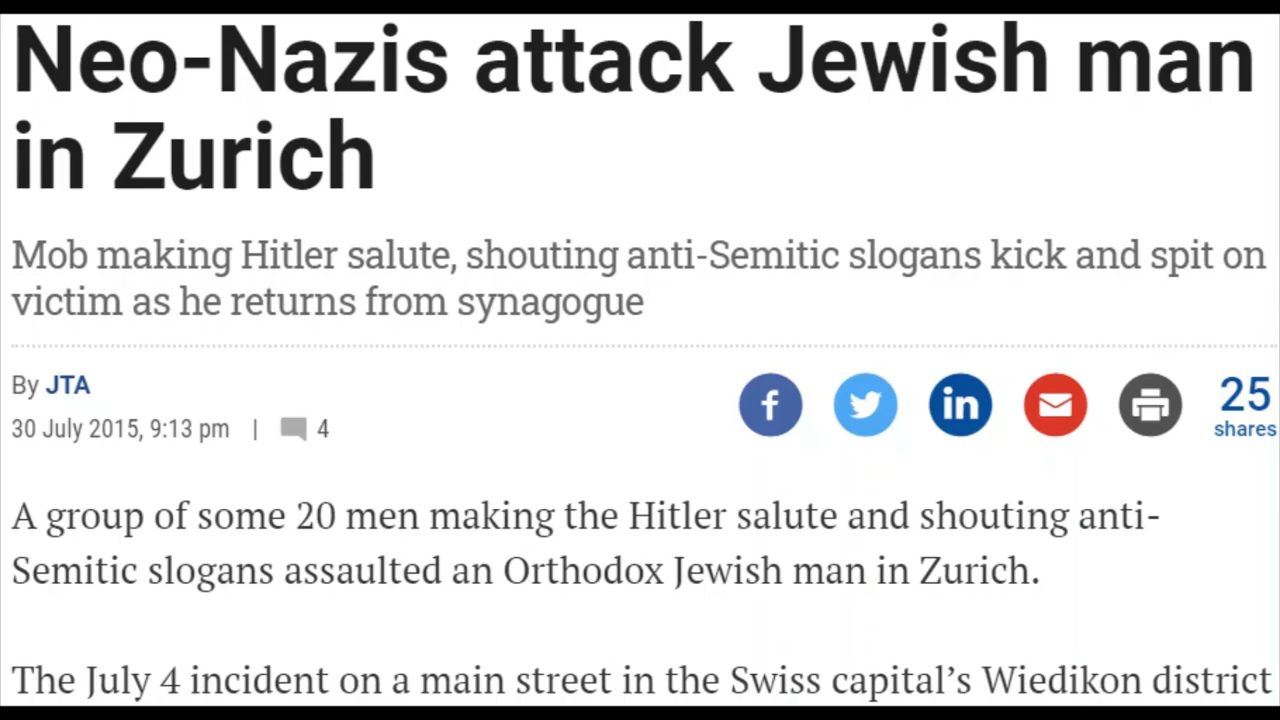 Neo-Nazis attack Jewish man
in Zurich
Mob making Hitler salute, shouting anti-Semitic slogans kick and spit on
victim as he returns from synagogue
By JTA
30 July 2015, 9:13 pm | 4
f in 25
shares
A group of some 20 men making the Hitler salute and shouting anti-
Semitic slogans assaulted an Orthodox Jewish man in Zurich.
The July 4 incident on a main street in the Swiss capital’s Wiedikon district